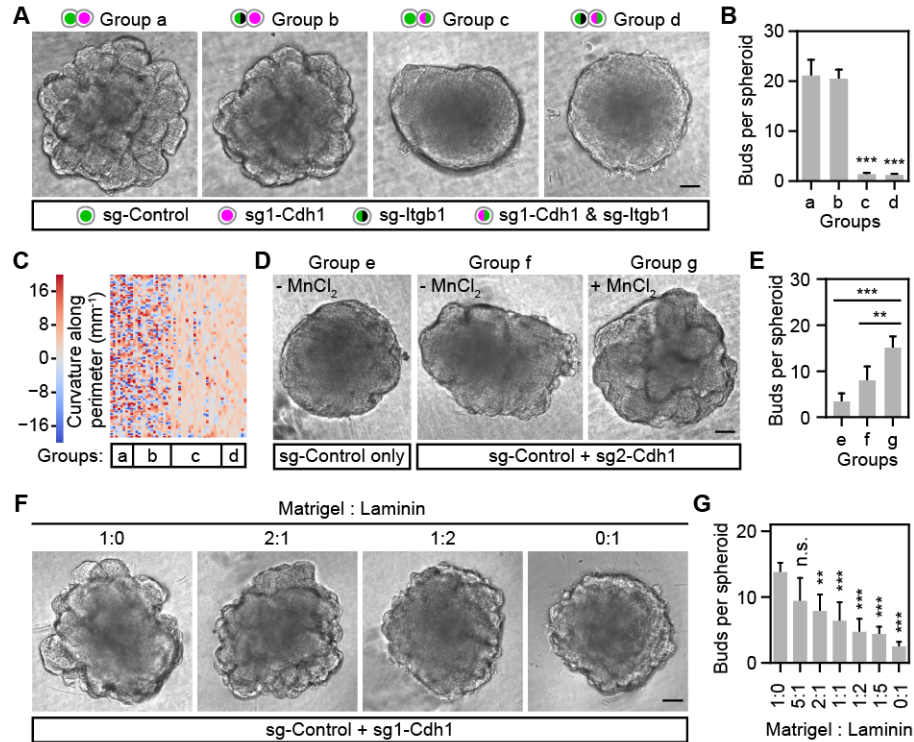 A
Group a
Group b
Group c
Group d
sg-Control
sg1-Cdh1
sg-Itgb1
sg1-Cdh1 & sg-Itgb1
B
Buds per spheroid
30
20
10
0
***
***
a b c d
Groups
C
Curvature along
perimeter (mm⁻¹)
16
8
0
−8
−16
Groups:
a
b
c
d
D
Group e
Group f
Group g
- MnCl₂
- MnCl₂
+ MnCl₂
sg-Control only
sg-Control + sg2-Cdh1
E
Buds per spheroid
30
20
10
0
***
**
e f g
Groups
F
Matrigel : Laminin
1:0
2:1
1:2
0:1
sg-Control + sg1-Cdh1
G
Buds per spheroid
20
10
0
n.s.
**
***
***
***
***
1:0
5:1
2:1
1:1
1:2
1:5
0:1
Matrigel : Laminin